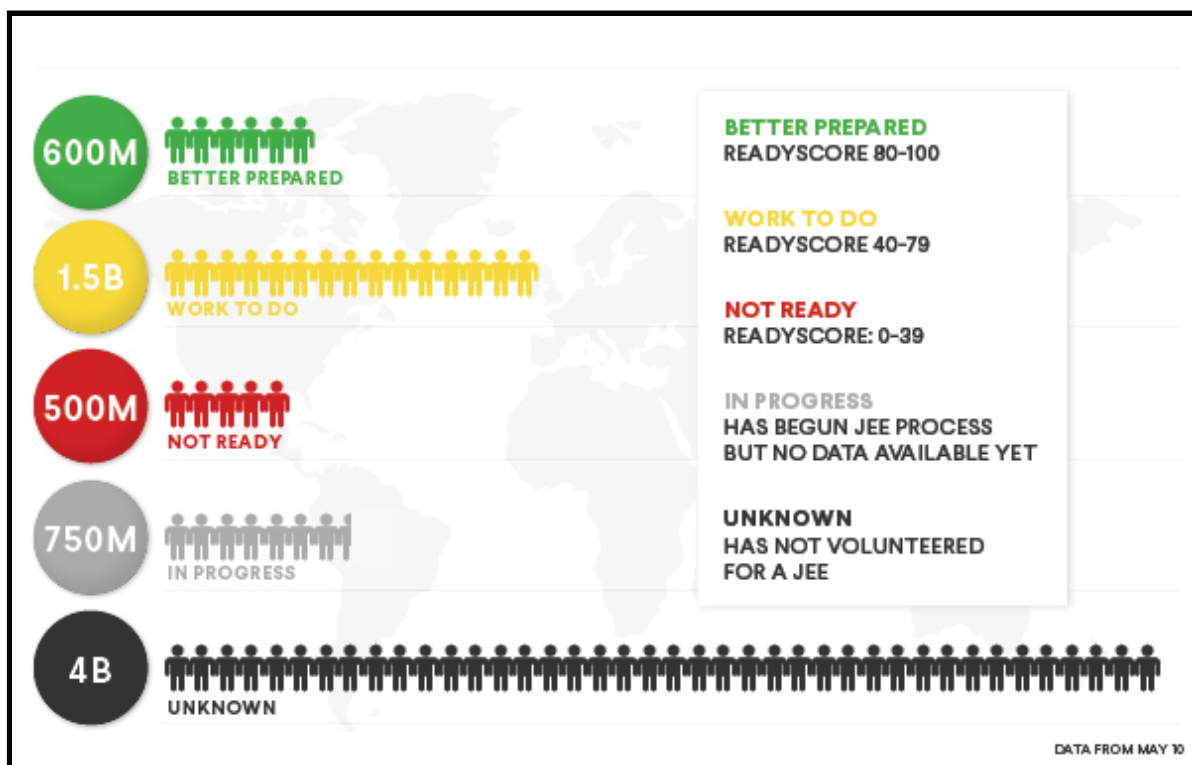 600M
BETTER PREPARED
1.5B
WORK TO DO
500M
NOT READY
750M
IN PROGRESS
4B
UNKNOWN
BETTER PREPARED
READYSCORE 80-100
WORK TO DO
READYSCORE 40-79
NOT READY
READYSCORE: 0-39
IN PROGRESS
HAS BEGUN JEE PROCESS
BUT NO DATA AVAILABLE YET
UNKNOWN
HAS NOT VOLUNTEERED
FOR A JEE
DATA FROM MAY 10